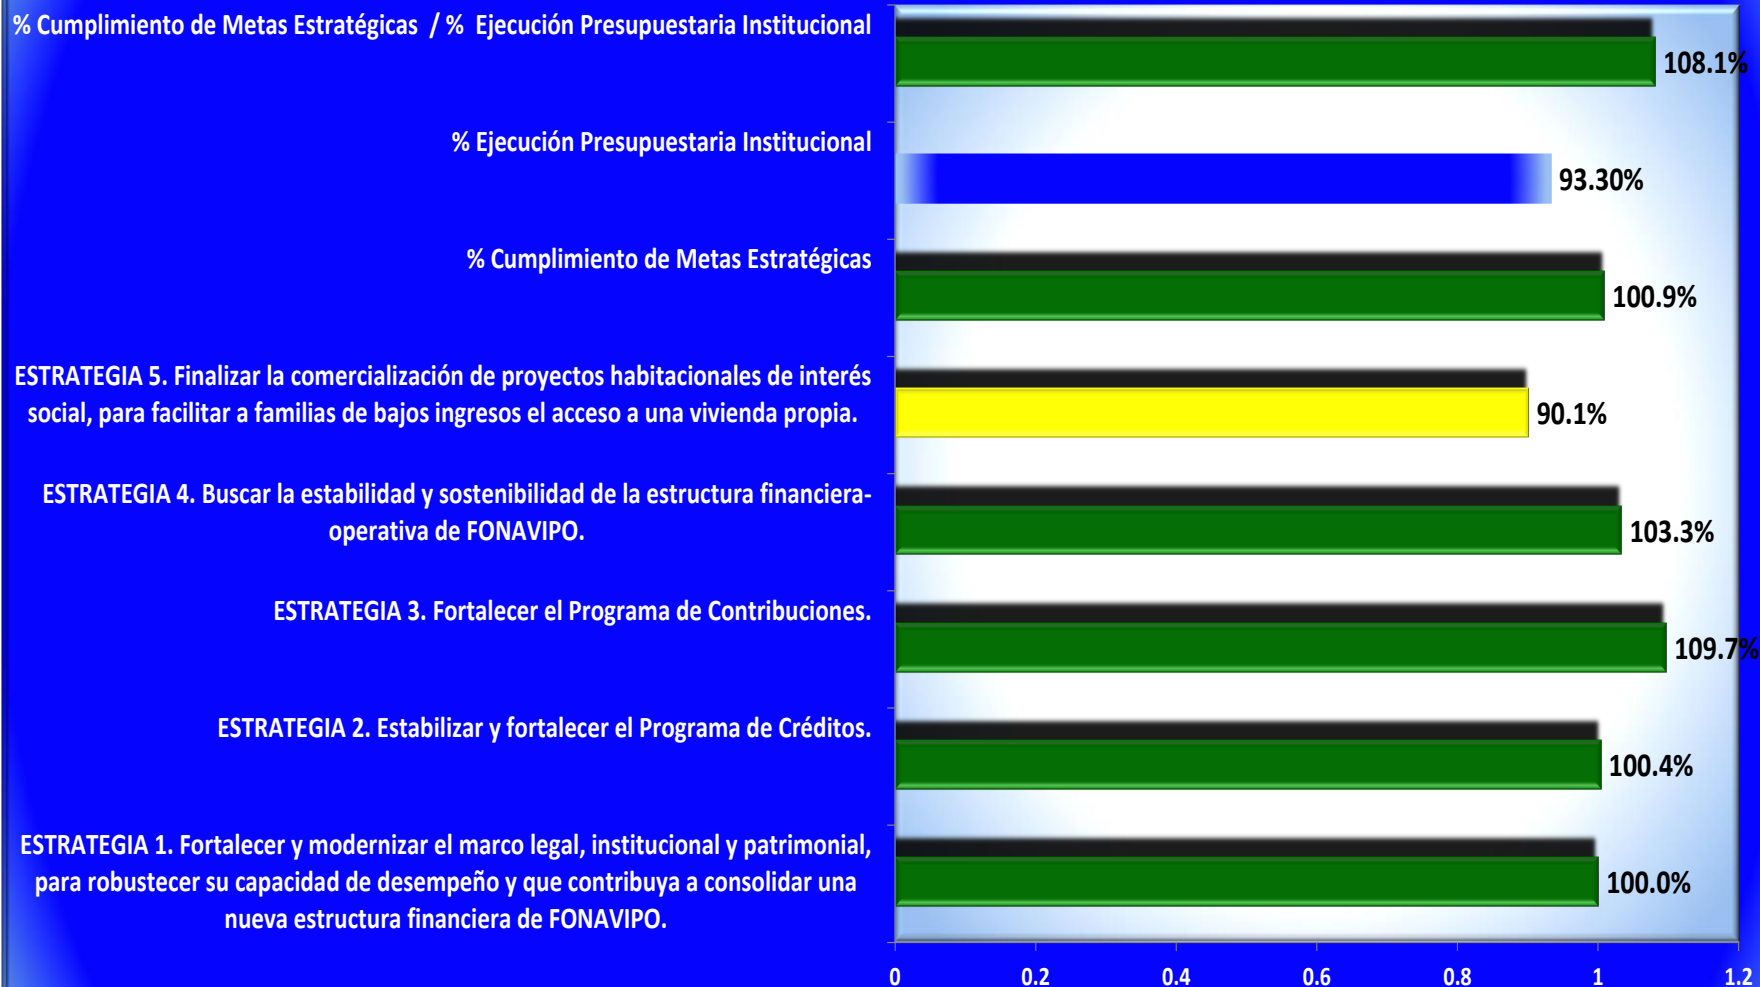 % Cumplimiento de Metas Estratégicas / % Ejecución Presupuestaria Institucional
108.1%
% Ejecución Presupuestaria Institucional
93.30%
% Cumplimiento de Metas Estratégicas
100.9%
ESTRATEGIA 5. Finalizar la comercialización de proyectos habitacionales de interés
social, para facilitar a familias de bajos ingresos el acceso a una vivienda propia.
90.1%
ESTRATEGIA 4. Buscar la estabilidad y sostenibilidad de la estructura financiera-
operativa de FONAVIPO.
103.3%
ESTRATEGIA 3. Fortalecer el Programa de Contribuciones.
109.7%
ESTRATEGIA 2. Estabilizar y fortalecer el Programa de Créditos.
100.4%
ESTRATEGIA 1. Fortalecer y modernizar el marco legal, institucional y patrimonial,
para robustecer su capacidad de desempeño y que contribuya a consolidar una
nueva estructura financiera de FONAVIPO.
100.0%
0 0.2 0.4 0.6 0.8 1 1.2